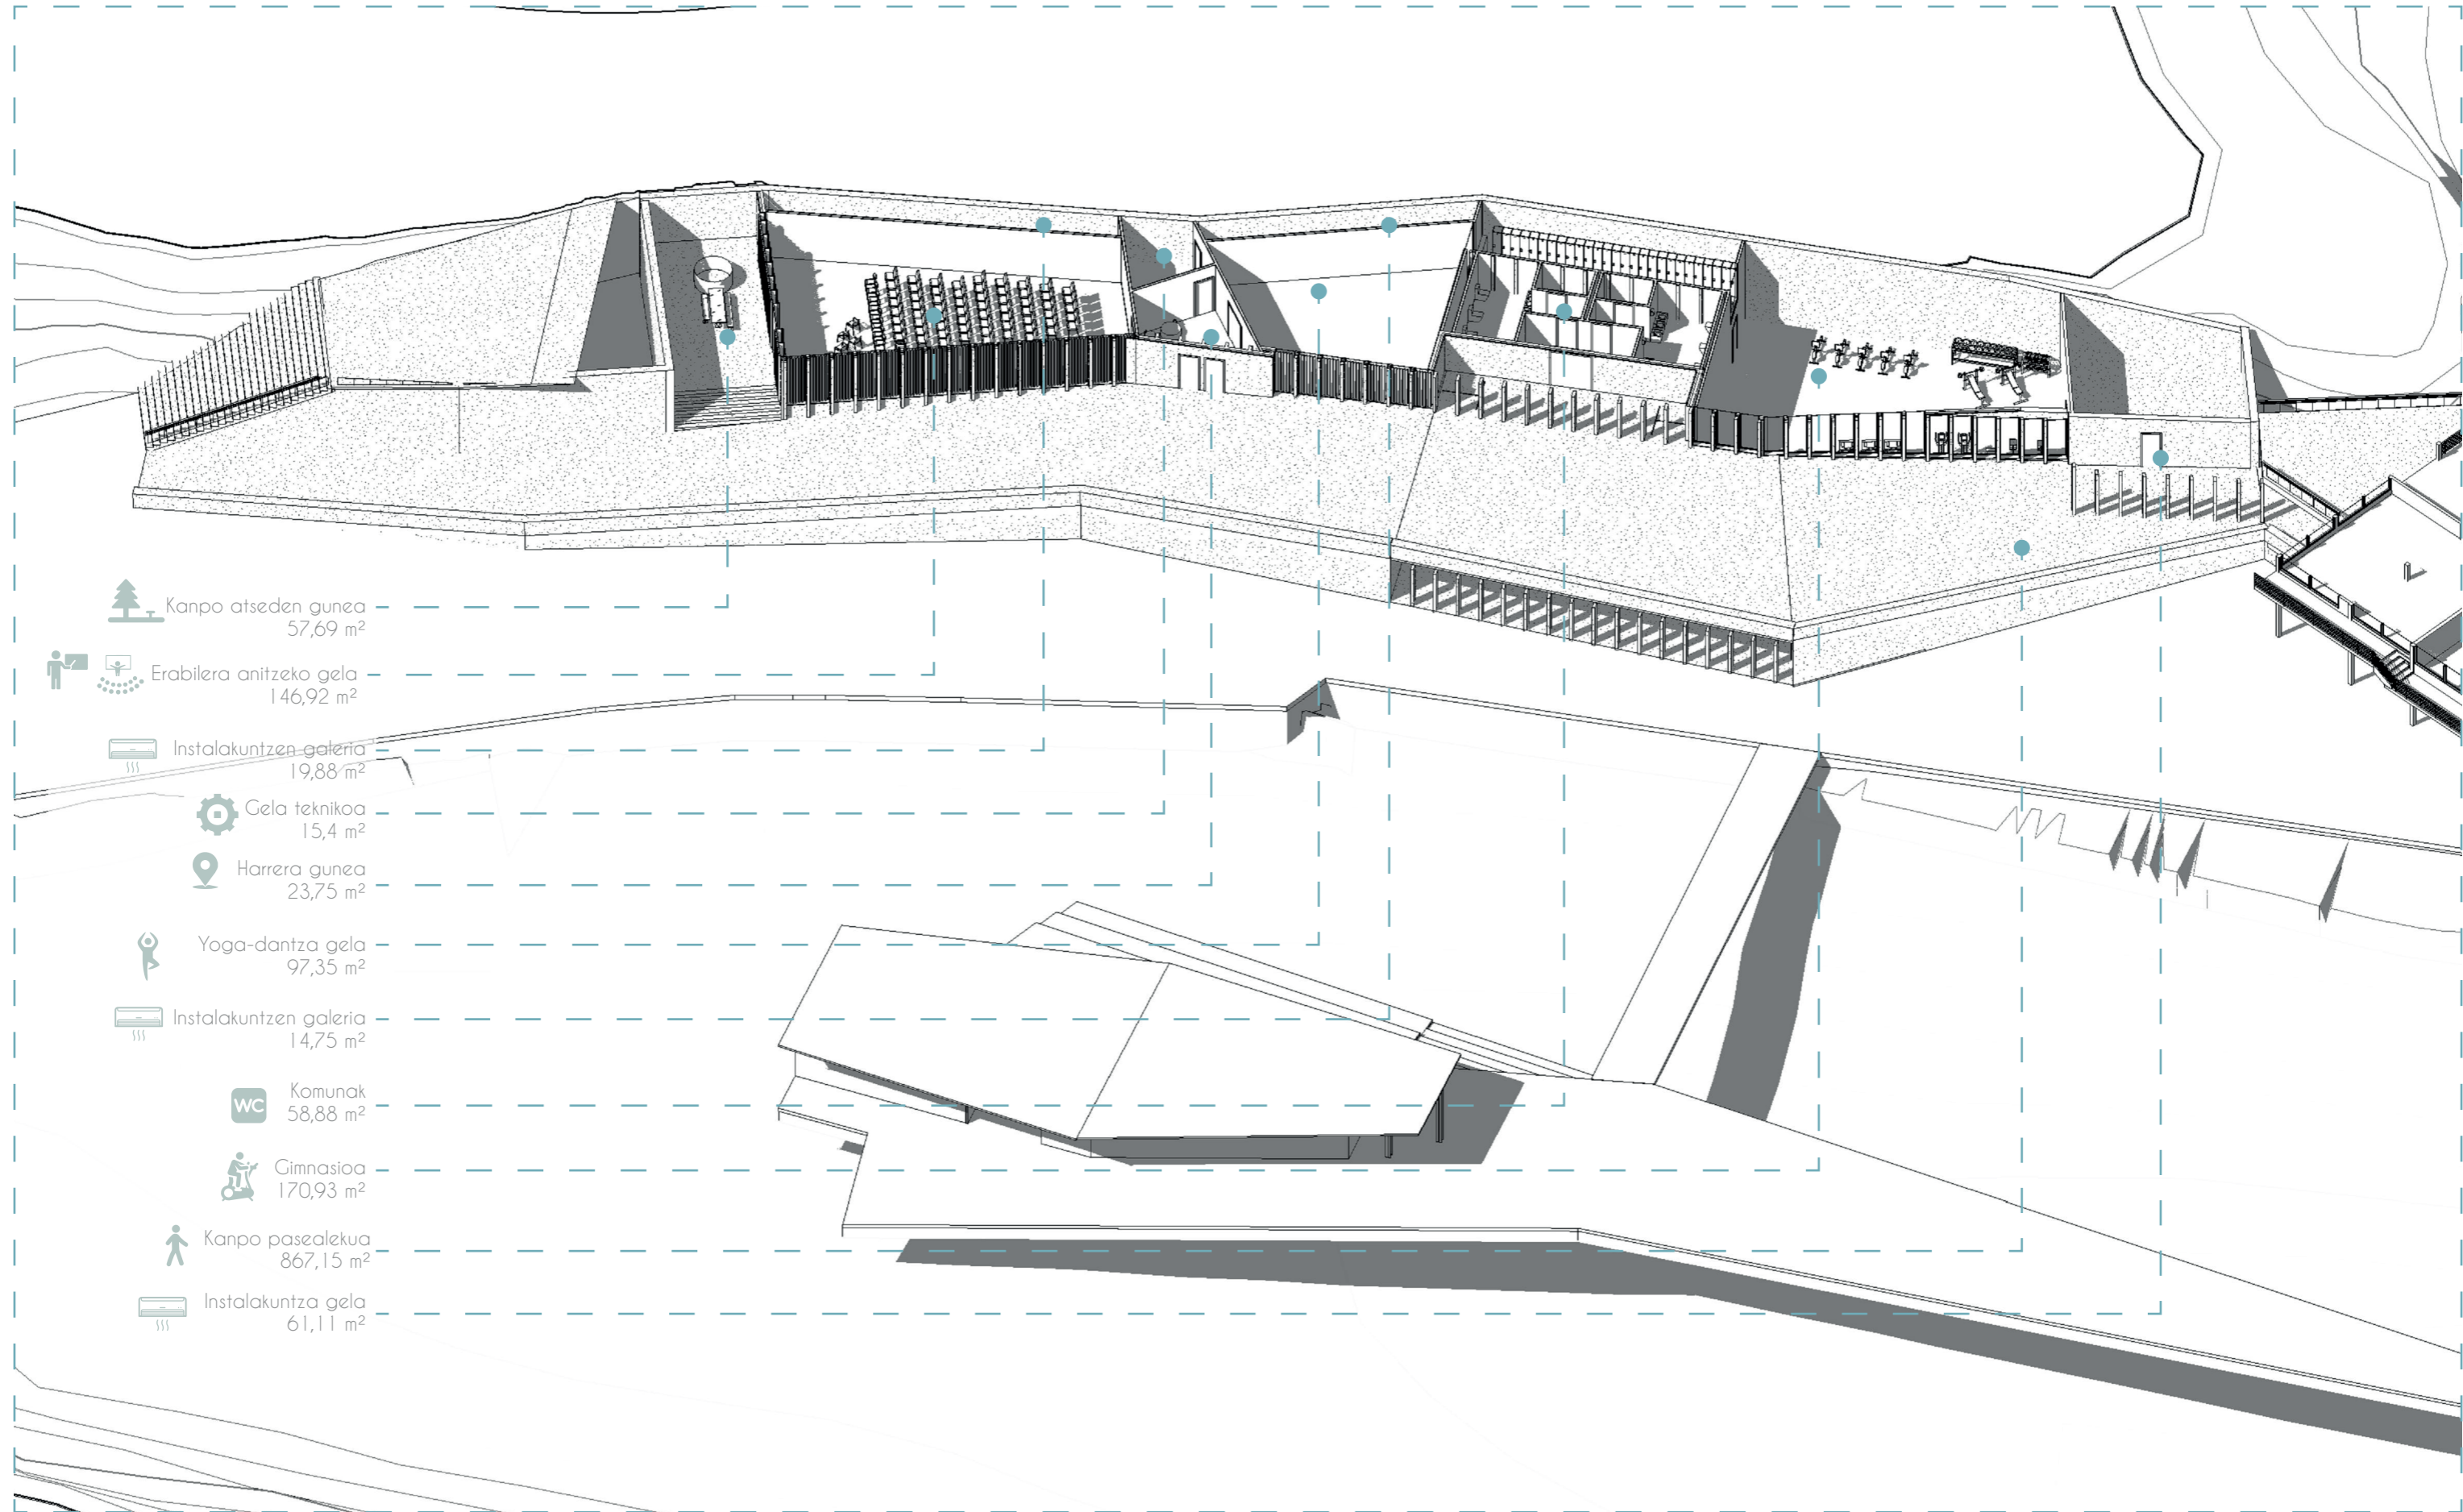 Kanpo atseden gunea
57,69 m²
Erabilera anitzeko gela
146,92 m²
Instalakuntzen galeria
19,88 m²
Gela teknikoa
15,4 m²
Harrera gunea
23,75 m²
Yoga-dantza gela
97,35 m²
Instalakuntzen galeria
14,75 m²
WC
Komunak
58,88 m²
Gimnasioa
170,93 m²
Kanpo pasealekua
867,15 m²
Instalakuntza gela
61,11 m²